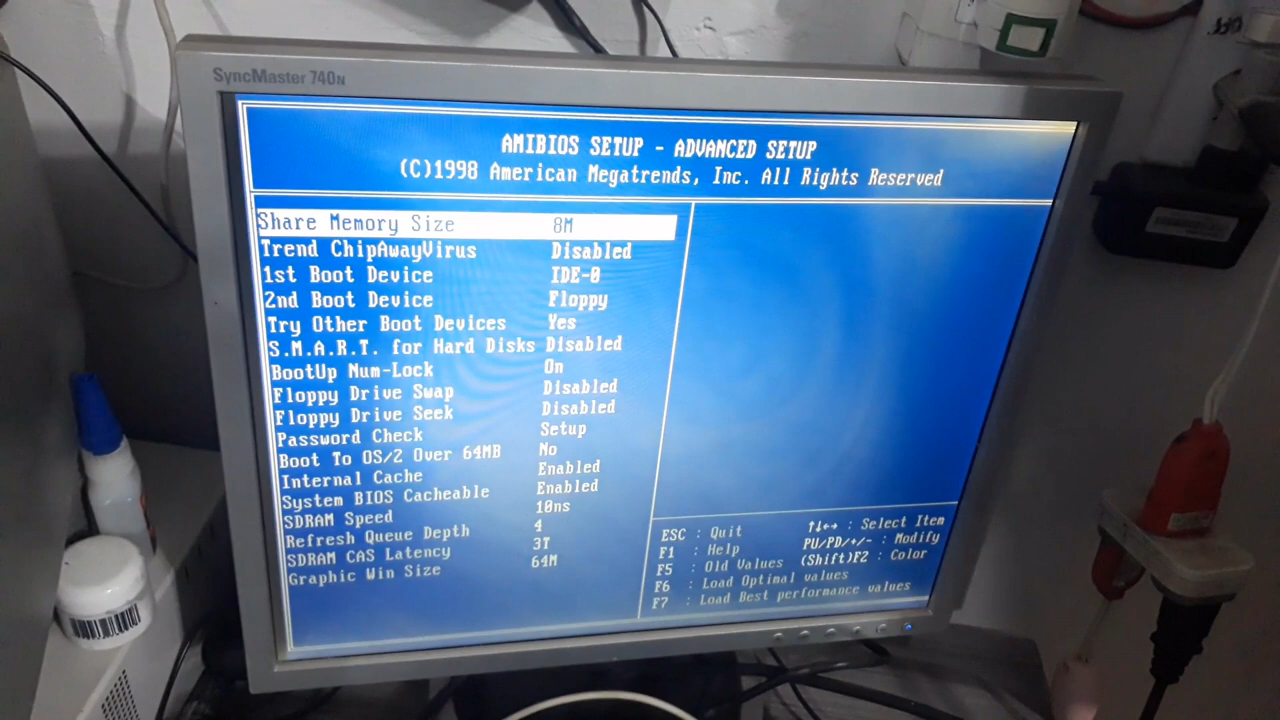 SyncMaster 740N
AMIBIOS SETUP - ADVANCED SETUP
(C)1998 American Megatrends, Inc. All Rights Reserved
Share Memory Size 8M
Trend ChipAwayVirus Disabled
1st Boot Device IDE-0
2nd Boot Device Floppy
Try Other Boot Devices Yes
S.M.A.R.T. for Hard Disks Disabled
BootUp Num-Lock On
Floppy Drive Swap Disabled
Floppy Drive Seek Disabled
Password Check Setup
Boot To OS/2 Over 64MB No
Internal Cache Enabled
System BIOS Cacheable Enabled
SDRAM Speed 10ns
Refresh Queue Depth 4
SDRAM CAS Latency 3T
Graphic Win Size 64M
ESC : Quit ↑↓←→ : Select Item
F1 : Help PU/PD/+/- : Modify
F5 : Old Values (Shift)F2 : Color
F6 : Load Optimal values
F7 : Load Best performance values